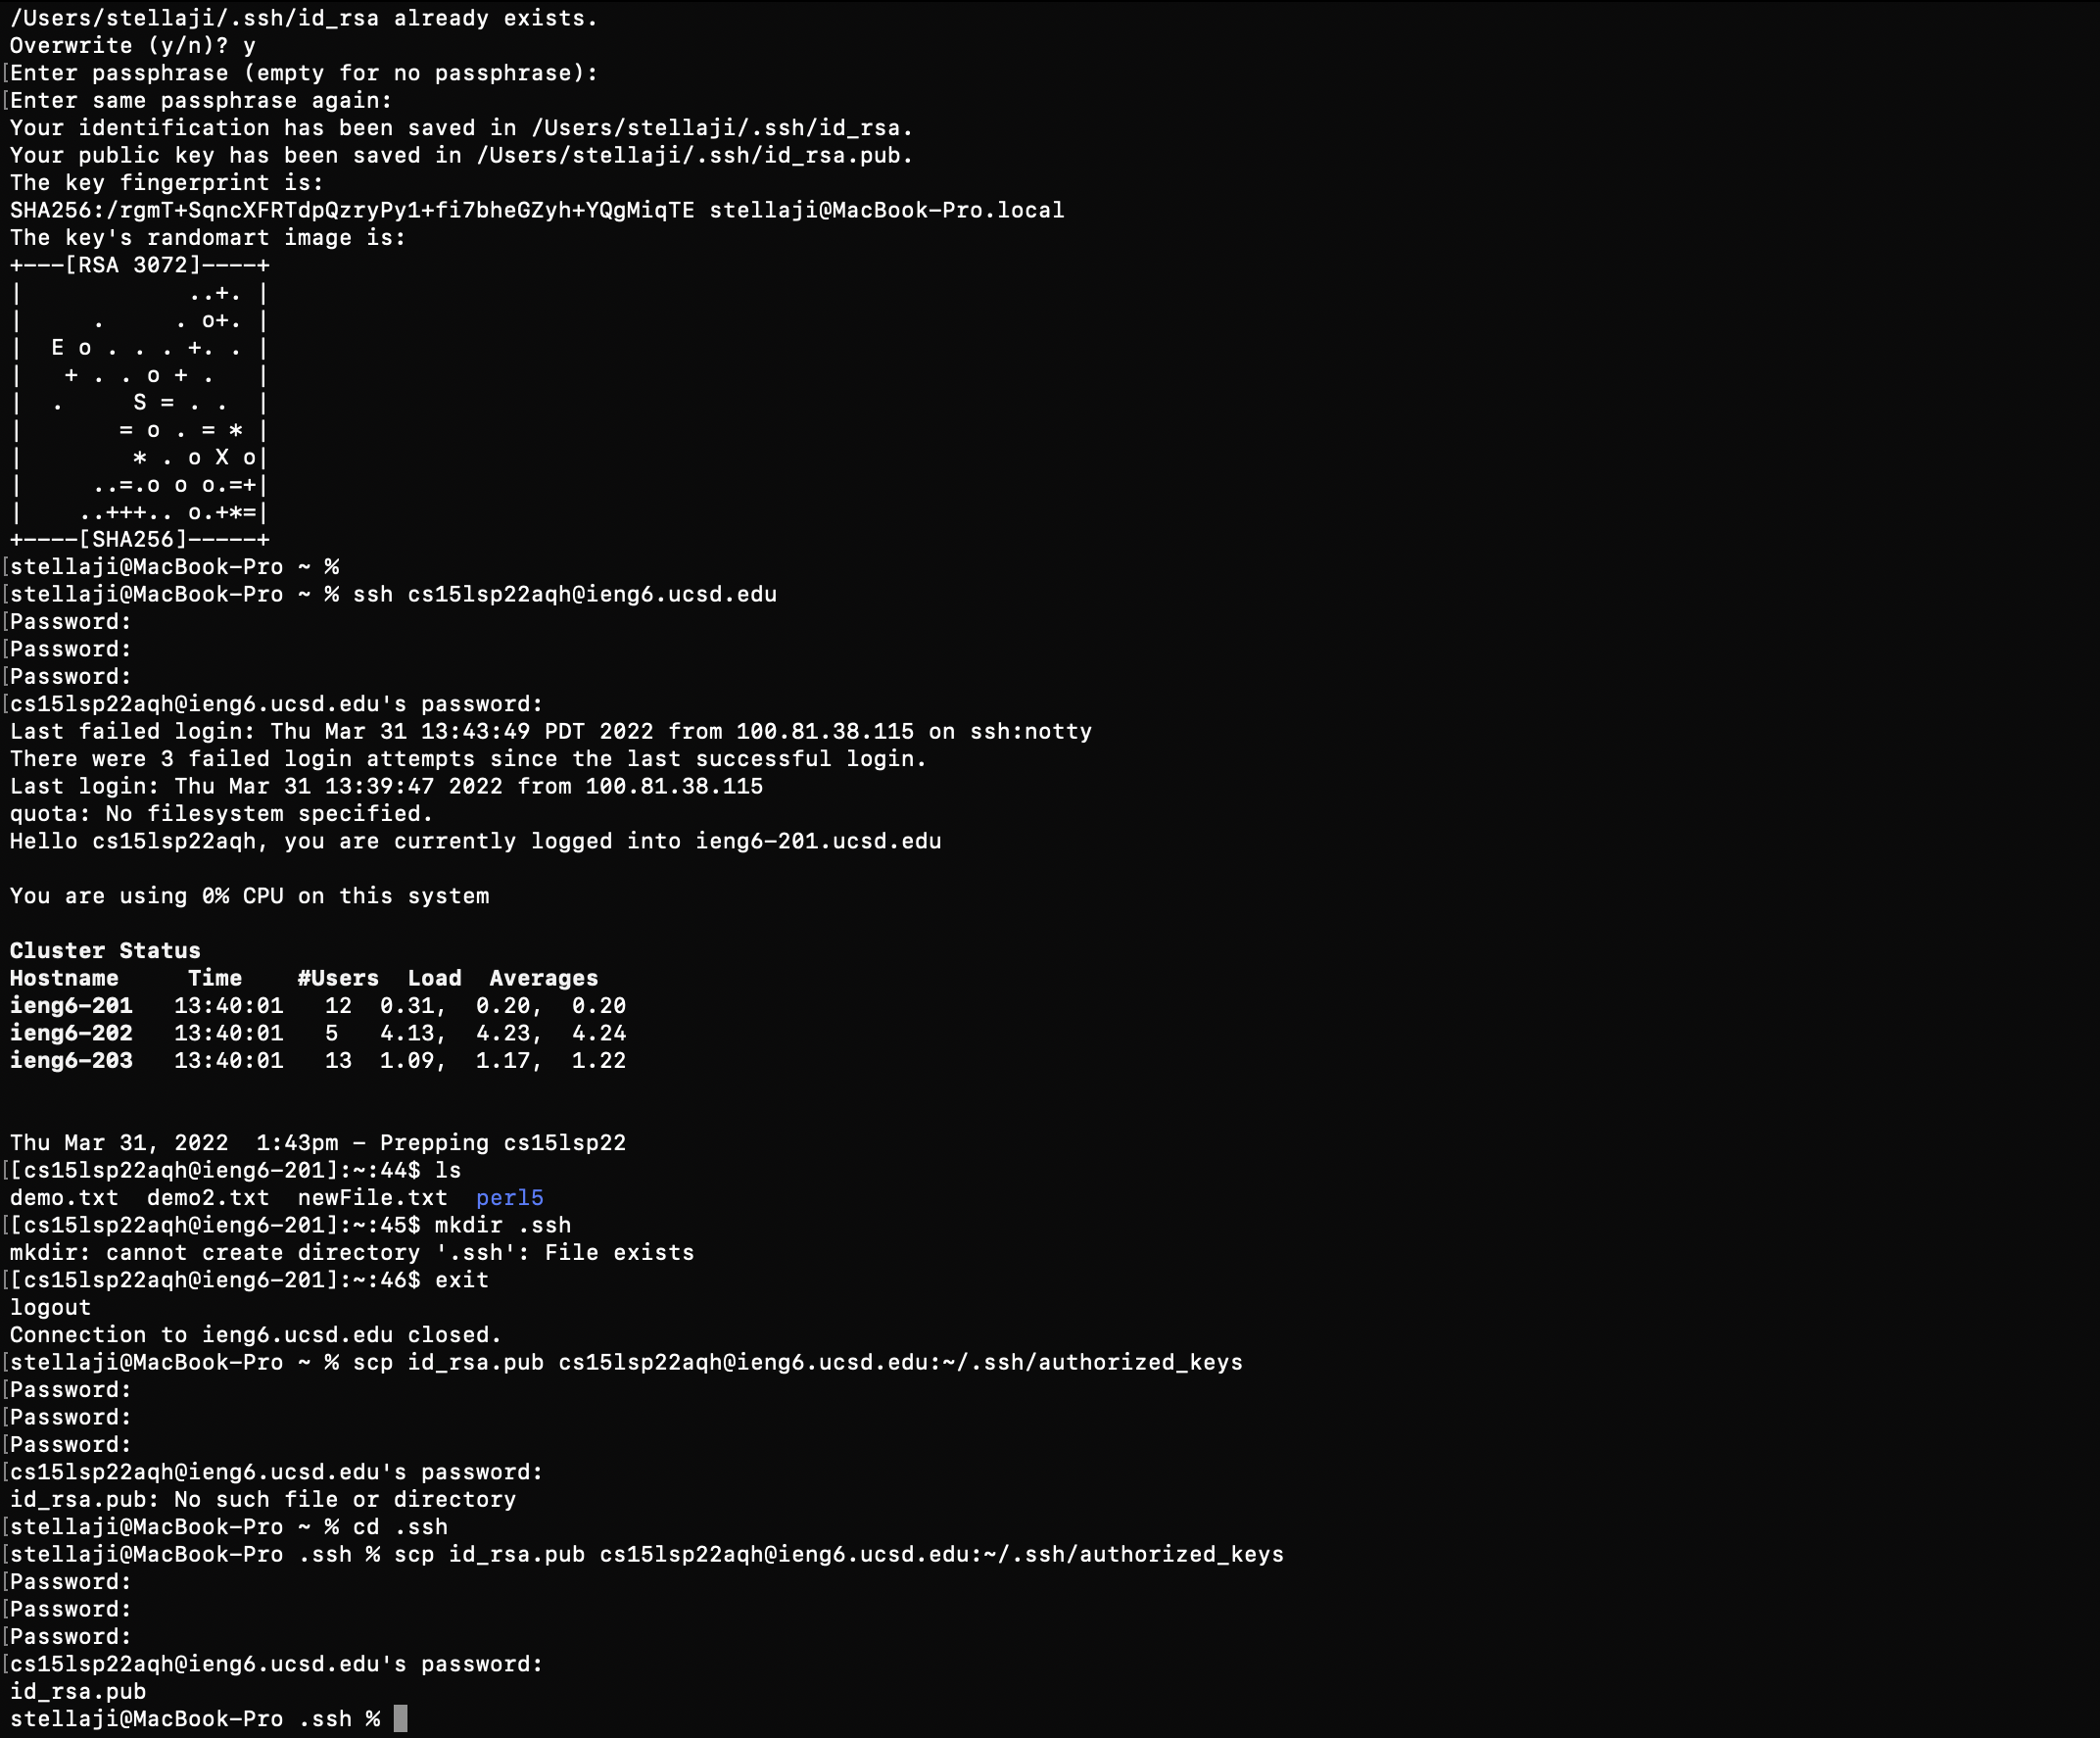 /Users/stellaji/.ssh/id_rsa already exists.
Overwrite (y/n)? y
[Enter passphrase (empty for no passphrase):
[Enter same passphrase again:
Your identification has been saved in /Users/stellaji/.ssh/id_rsa.
Your public key has been saved in /Users/stellaji/.ssh/id_rsa.pub.
The key fingerprint is:
SHA256:/rgmT+SqncXFRTdpQzryPy1+fi7bheGZyh+YQgMiqTE stellaji@MacBook-Pro.local
The key's randomart image is:
+---[RSA 3072]----+
|            ..+. |
|     .     . o+. |
|  E o . . . +. . |
|   + . . o + .   |
|  .     S = . .  |
|       = o . = * |
|        * . o X o|
|     ..=.o o o.=+|
|    ..+++.. o.+*=|
+----[SHA256]-----+
[stellaji@MacBook-Pro ~ %
[stellaji@MacBook-Pro ~ % ssh cs15lsp22aqh@ieng6.ucsd.edu
[Password:
[Password:
[Password:
[cs15lsp22aqh@ieng6.ucsd.edu's password:
Last failed login: Thu Mar 31 13:43:49 PDT 2022 from 100.81.38.115 on ssh:notty
There were 3 failed login attempts since the last successful login.
Last login: Thu Mar 31 13:39:47 2022 from 100.81.38.115
quota: No filesystem specified.
Hello cs15lsp22aqh, you are currently logged into ieng6-201.ucsd.edu
You are using 0% CPU on this system
Cluster Status
Hostname     Time    #Users  Load  Averages
ieng6-201   13:40:01   12  0.31,  0.20,  0.20
ieng6-202   13:40:01   5   4.13,  4.23,  4.24
ieng6-203   13:40:01   13  1.09,  1.17,  1.22
Thu Mar 31, 2022  1:43pm - Prepping cs15lsp22
[[cs15lsp22aqh@ieng6-201]:~:44$ ls
demo.txt  demo2.txt  newFile.txt  perl5
[[cs15lsp22aqh@ieng6-201]:~:45$ mkdir .ssh
mkdir: cannot create directory '.ssh': File exists
[[cs15lsp22aqh@ieng6-201]:~:46$ exit
logout
Connection to ieng6.ucsd.edu closed.
[stellaji@MacBook-Pro ~ % scp id_rsa.pub cs15lsp22aqh@ieng6.ucsd.edu:~/.ssh/authorized_keys
[Password:
[Password:
[Password:
[cs15lsp22aqh@ieng6.ucsd.edu's password:
id_rsa.pub: No such file or directory
[stellaji@MacBook-Pro ~ % cd .ssh
[stellaji@MacBook-Pro .ssh % scp id_rsa.pub cs15lsp22aqh@ieng6.ucsd.edu:~/.ssh/authorized_keys
[Password:
[Password:
[Password:
[cs15lsp22aqh@ieng6.ucsd.edu's password:
id_rsa.pub
stellaji@MacBook-Pro .ssh %